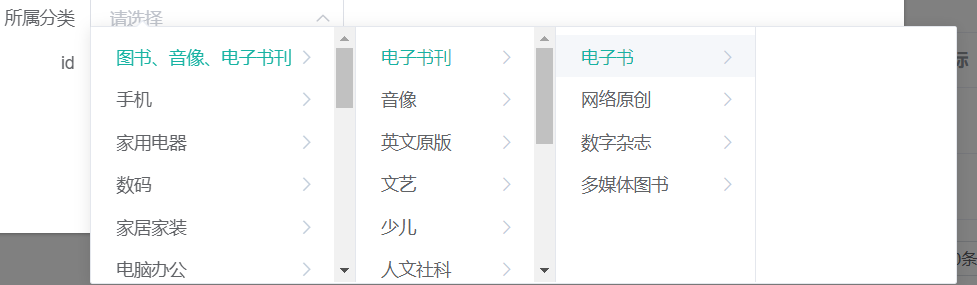 所属分类
请选择
id
图书、音像、电子书刊
手机
家用电器
数码
家居家装
电脑办公
电子书刊
音像
英文原版
文艺
少儿
人文社科
电子书
网络原创
数字杂志
多媒体图书
标
0条